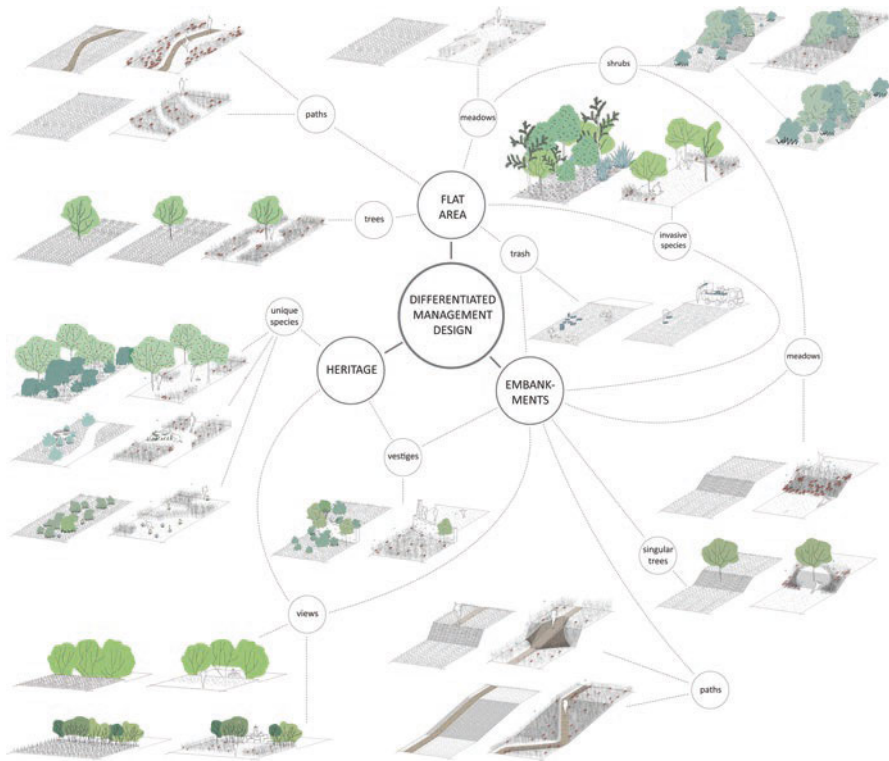 shrubs
paths
meadows
FLAT
AREA
trees
invasive
species
trash
unique
species
DIFFERENTIATED
MANAGEMENT
DESIGN
meadows
HERITAGE
EMBANK-
MENTS
vestiges
singular
trees
views
paths